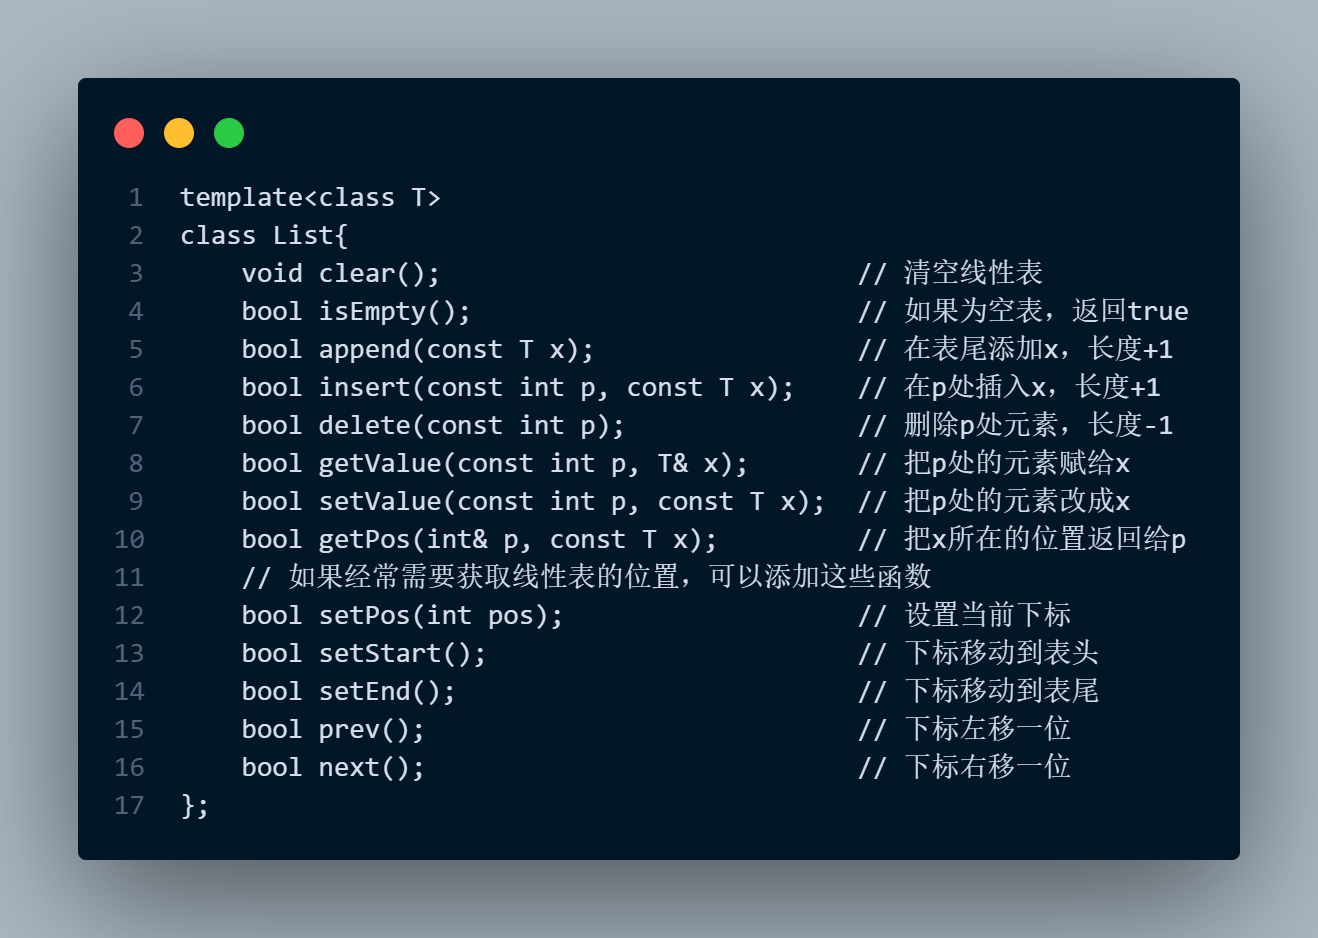 1 template<class T>
2 class List{
3     void clear();                           // 清空线性表
4     bool isEmpty();                         // 如果为空表，返回true
5     bool append(const T x);                 // 在表尾添加x，长度+1
6     bool insert(const int p, const T x);    // 在p处插入x，长度+1
7     bool delete(const int p);               // 删除p处元素，长度-1
8     bool getValue(const int p, T& x);       // 把p处的元素赋给x
9     bool setValue(const int p, const T x);  // 把p处的元素改成x
10     bool getPos(int& p, const T x);         // 把x所在的位置返回给p
11     // 如果经常需要获取线性表的位置，可以添加这些函数
12     bool setPos(int pos);                   // 设置当前下标
13     bool setStart();                        // 下标移动到表头
14     bool setEnd();                          // 下标移动到表尾
15     bool prev();                            // 下标左移一位
16     bool next();                            // 下标右移一位
17 };